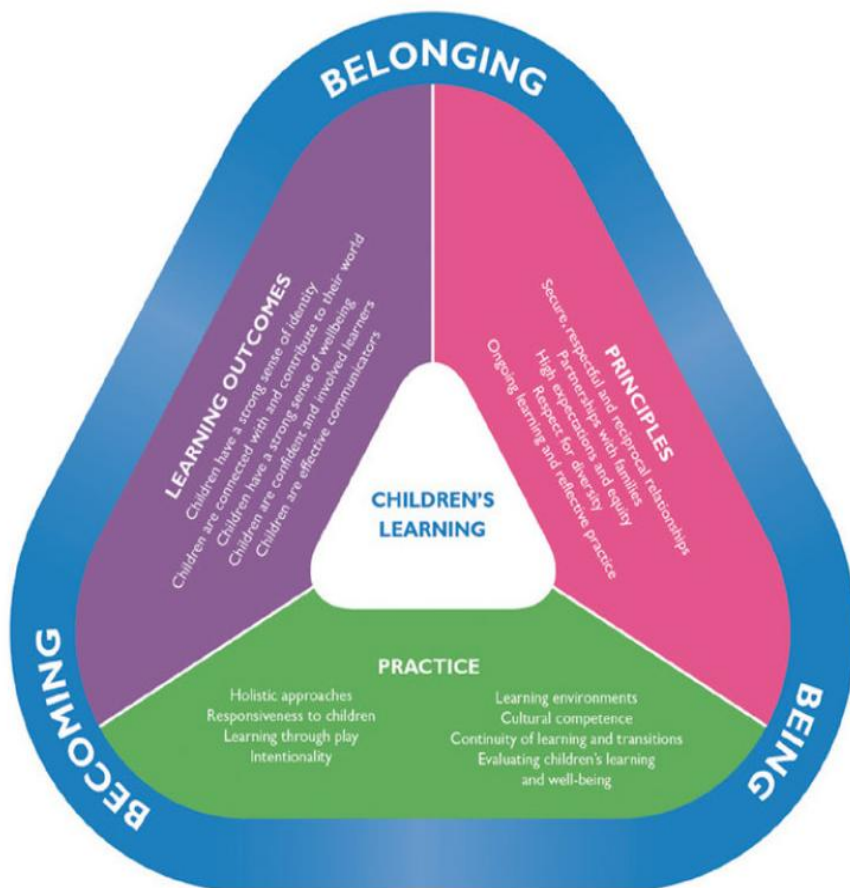 BELONGING
LEARNING OUTCOMES
Children have a strong sense of identity
Children are connected with and contribute to their world
Children have a strong sense of wellbeing
Children are confident and involved learners
Children are effective communicators
PRINCIPLES
Secure, respectful and reciprocal relationships
Partnerships with families
High expectations and equity
Respect for diversity
Ongoing learning and reflective practice
CHILDREN'S
LEARNING
PRACTICE
Holistic approaches
Responsiveness to children
Learning through play
Intentionality
Learning environments
Cultural competence
Continuity of learning and transitions
Evaluating children's learning
and well-being
BECOMING
BEING